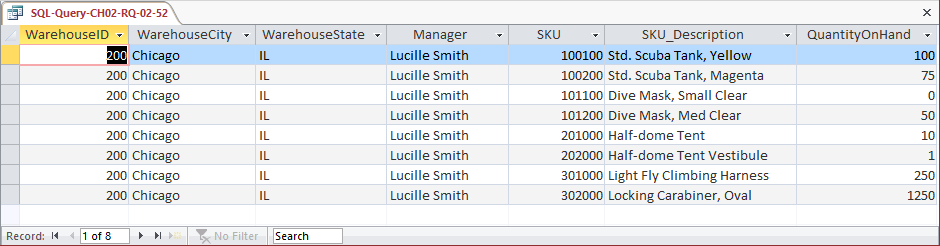 SQL-Query-CH02-RQ-02-52
WarehouseID WarehouseCity WarehouseState Manager SKU SKU_Description QuantityOnHand
200 Chicago IL Lucille Smith 100100 Std. Scuba Tank, Yellow 100
200 Chicago IL Lucille Smith 100200 Std. Scuba Tank, Magenta 75
200 Chicago IL Lucille Smith 101100 Dive Mask, Small Clear 0
200 Chicago IL Lucille Smith 101200 Dive Mask, Med Clear 50
200 Chicago IL Lucille Smith 201000 Half-dome Tent 10
200 Chicago IL Lucille Smith 202000 Half-dome Tent Vestibule 1
200 Chicago IL Lucille Smith 301000 Light Fly Climbing Harness 250
200 Chicago IL Lucille Smith 302000 Locking Carabiner, Oval 1250
Record: 1 of 8 No Filter Search